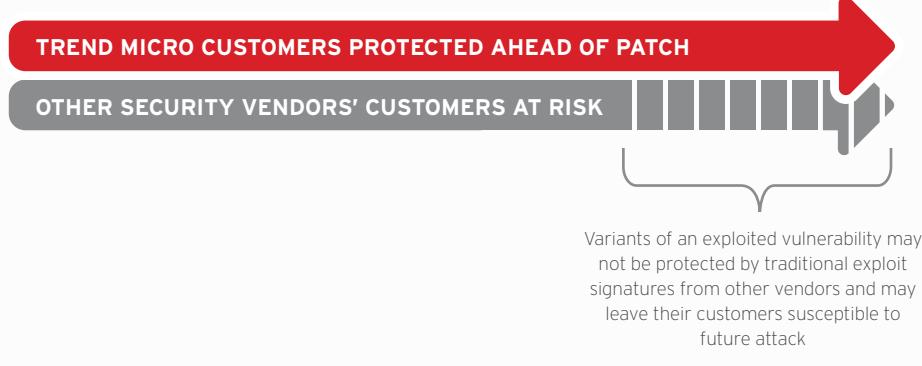 TREND MICRO CUSTOMERS PROTECTED AHEAD OF PATCH
OTHER SECURITY VENDORS’ CUSTOMERS AT RISK
Variants of an exploited vulnerability may
not be protected by traditional exploit
signatures from other vendors and may
leave their customers susceptible to
future attack